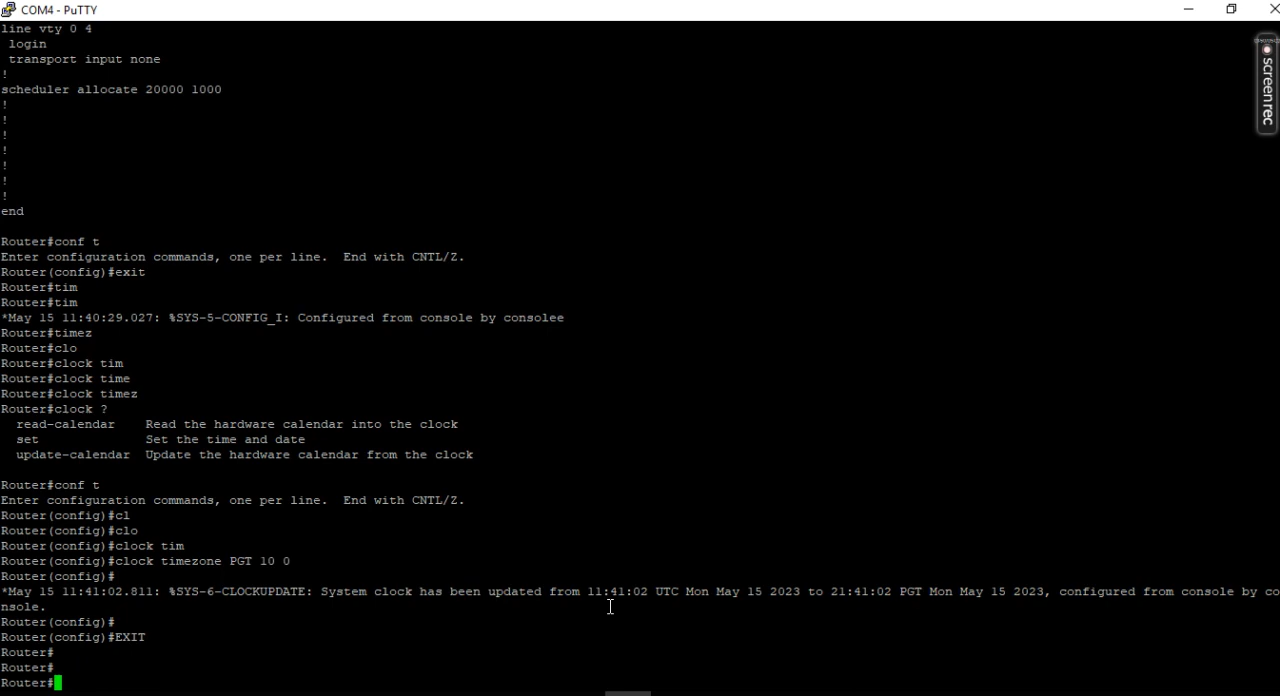 COM4 - PuTTY
line vty 0 4
 login
 transport input none
!
scheduler allocate 20000 1000
!
!
!
!
!
!
!
end
Router#conf t
Enter configuration commands, one per line.  End with CNTL/Z.
Router(config)#exit
Router#tim
Router#tim
*May 15 11:40:29.027: %SYS-5-CONFIG_I: Configured from console by consolee
Router#timez
Router#clo
Router#clock tim
Router#clock time
Router#clock timez
Router#clock ?
  read-calendar    Read the hardware calendar into the clock
  set              Set the time and date
  update-calendar  Update the hardware calendar from the clock
Router#conf t
Enter configuration commands, one per line.  End with CNTL/Z.
Router(config)#cl
Router(config)#clo
Router(config)#clock tim
Router(config)#clock timezone PGT 10 0
Router(config)#
*May 15 11:41:02.811: %SYS-6-CLOCKUPDATE: System clock has been updated from 11:41:02 UTC Mon May 15 2023 to 21:41:02 PGT Mon May 15 2023, configured from console by co
nsole.
Router(config)#
Router(config)#EXIT
Router#
Router#
Router#
screenrec